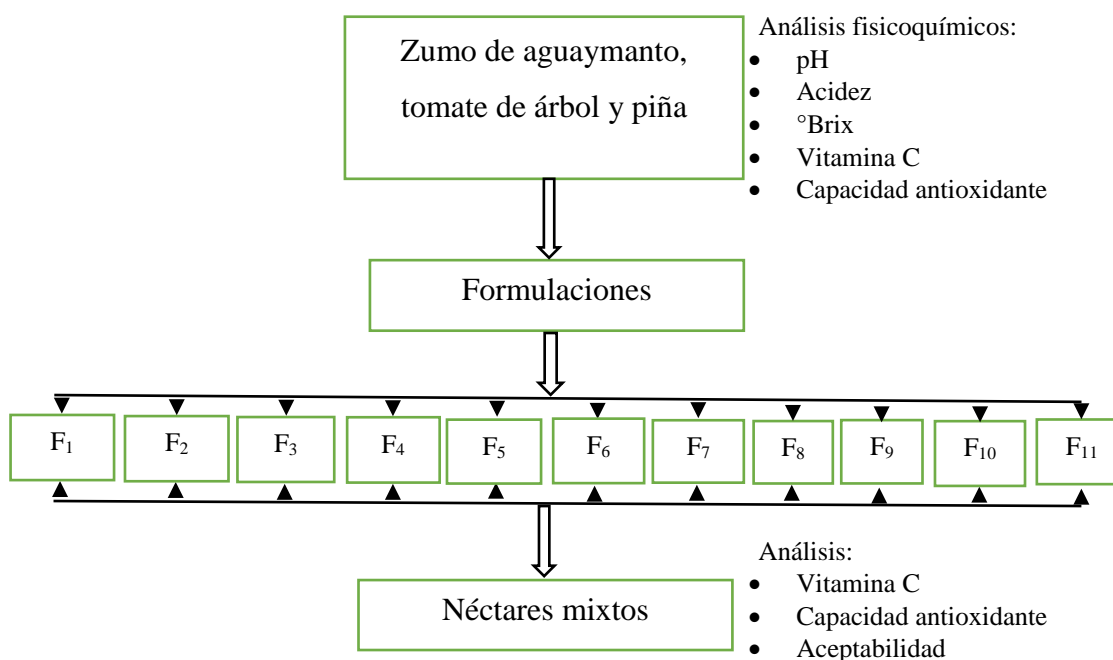 Zumo de aguaymanto,
tomate de árbol y piña
Análisis fisicoquímicos:
• pH
• Acidez
• °Brix
• Vitamina C
• Capacidad antioxidante
Formulaciones
F₁ F₂ F₃ F₄ F₅ F₆ F₇ F₈ F₉ F₁₀ F₁₁
Néctares mixtos
Análisis:
• Vitamina C
• Capacidad antioxidante
• Aceptabilidad